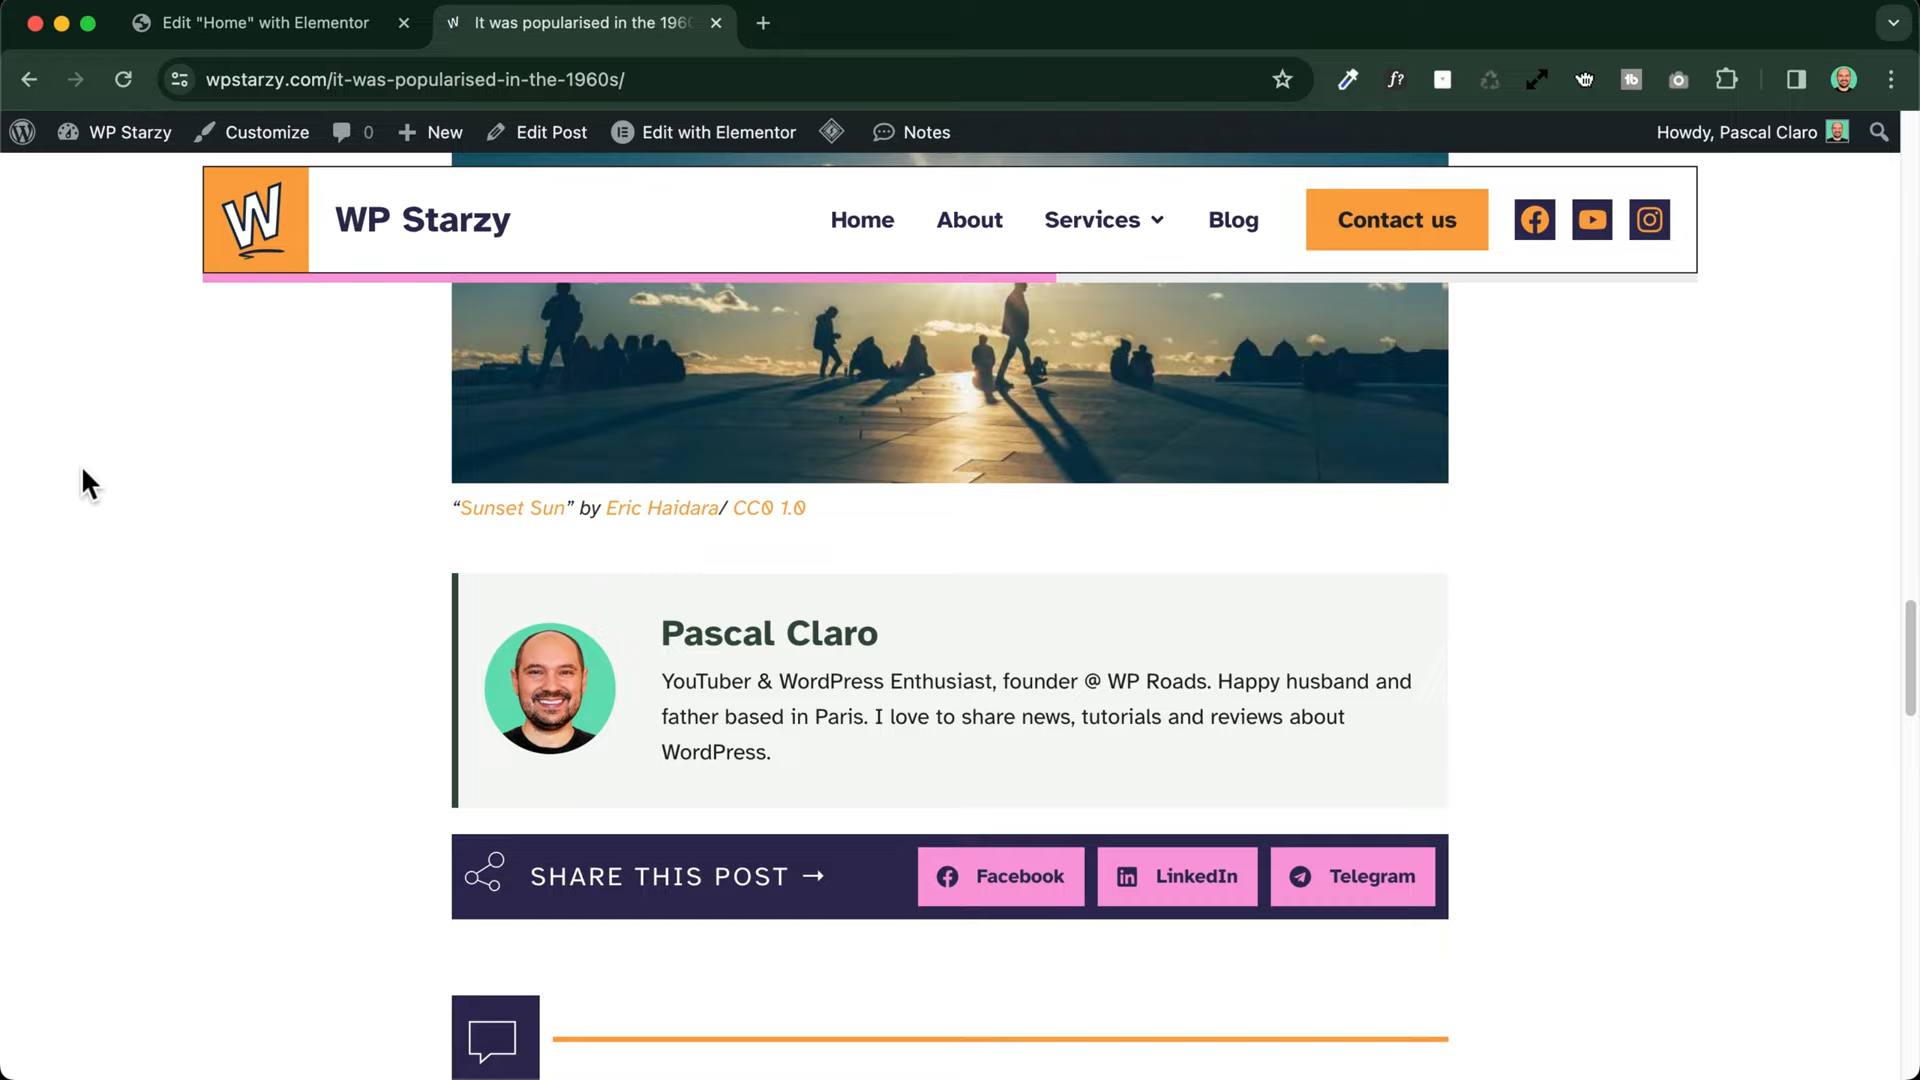 Edit "Home" with Elementor
It was popularised in the 196
wpstarzy.com/it-was-popularised-in-the-1960s/
f?
tb
WP Starzy
Customize
0
New
Edit Post
Edit with Elementor
Notes
Howdy, Pascal Claro
W
WP Starzy
Home
About
Services
Blog
Contact us
“Sunset Sun” by Eric Haidara/ CC0 1.0
Pascal Claro
YouTuber & WordPress Enthusiast, founder @ WP Roads. Happy husband and
father based in Paris. I love to share news, tutorials and reviews about
WordPress.
SHARE THIS POST →
Facebook
LinkedIn
Telegram